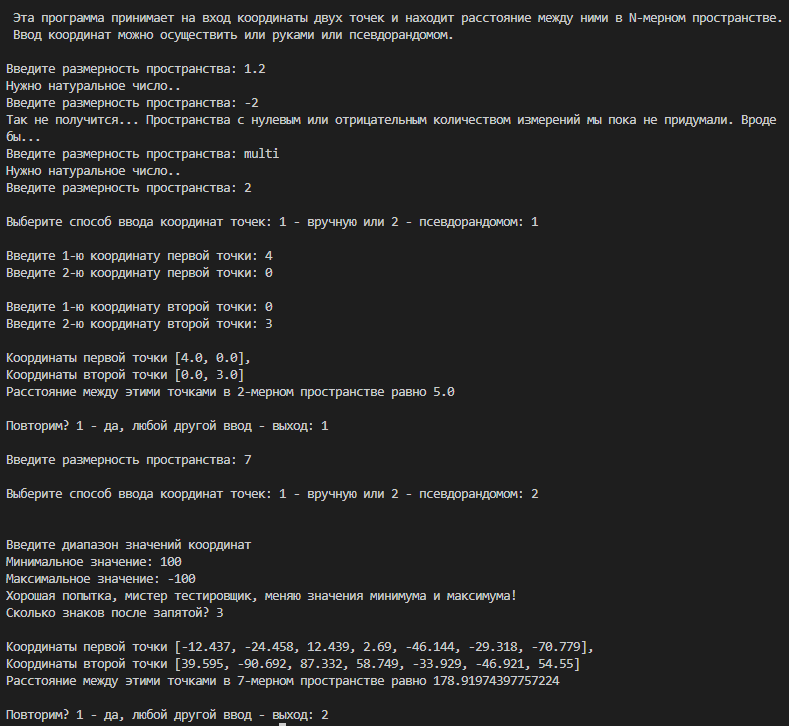 Эта программа принимает на вход координаты двух точек и находит расстояние между ними в N-мерном пространстве.
Ввод координат можно осуществить или руками или псевдорандомом.
Введите размерность пространства: 1.2
Нужно натуральное число..
Введите размерность пространства: -2
Так не получится... Пространства с нулевым или отрицательным количеством измерений мы пока не придумали. Вроде
бы...
Введите размерность пространства: multi
Нужно натуральное число..
Введите размерность пространства: 2
Выберите способ ввода координат точек: 1 - вручную или 2 - псевдорандомом: 1
Введите 1-ю координату первой точки: 4
Введите 2-ю координату первой точки: 0
Введите 1-ю координату второй точки: 0
Введите 2-ю координату второй точки: 3
Координаты первой точки [4.0, 0.0],
Координаты второй точки [0.0, 3.0]
Расстояние между этими точками в 2-мерном пространстве равно 5.0
Повторим? 1 - да, любой другой ввод - выход: 1
Введите размерность пространства: 7
Выберите способ ввода координат точек: 1 - вручную или 2 - псевдорандомом: 2
Введите диапазон значений координат
Минимальное значение: 100
Максимальное значение: -100
Хорошая попытка, мистер тестировщик, меняю значения минимума и максимума!
Сколько знаков после запятой? 3
Координаты первой точки [-12.437, -24.458, 12.439, 2.69, -46.144, -29.318, -70.779],
Координаты второй точки [39.595, -90.692, 87.332, 58.749, -33.929, -46.921, 54.55]
Расстояние между этими точками в 7-мерном пространстве равно 178.91974397757224
Повторим? 1 - да, любой другой ввод - выход: 2